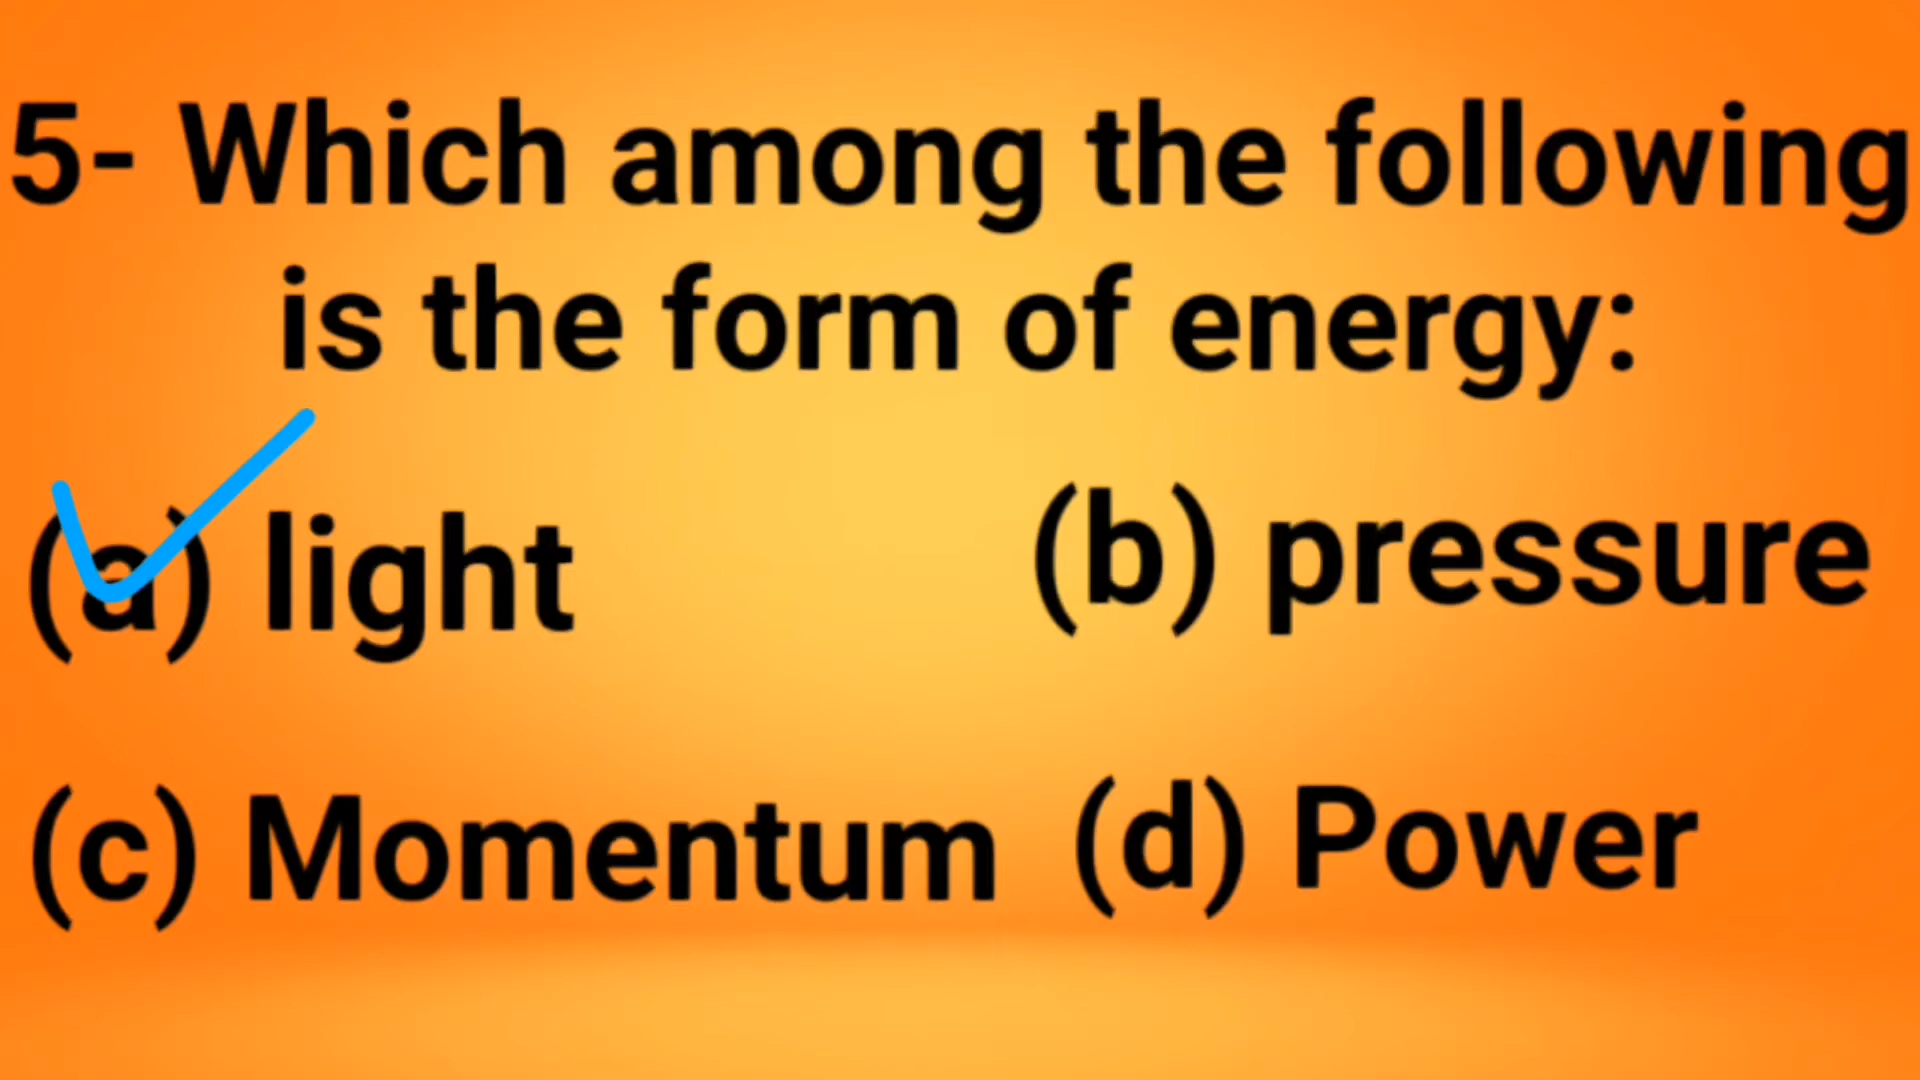 5- Which among the following
is the form of energy:
(a) light
(b) pressure
(c) Momentum
(d) Power